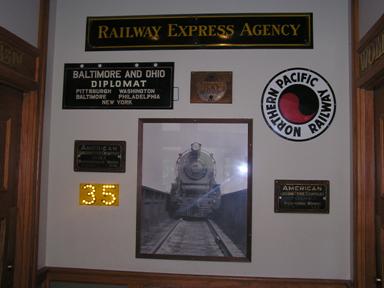 RAILWAY EXPRESS AGENCY
BALTIMORE AND OHIO
DIPLOMAT
PITTSBURGH WASHINGTON
BALTIMORE PHILADELPHIA
NEW YORK
NORTHERN PACIFIC
RAILWAY
AMERICAN
35
AMERICAN